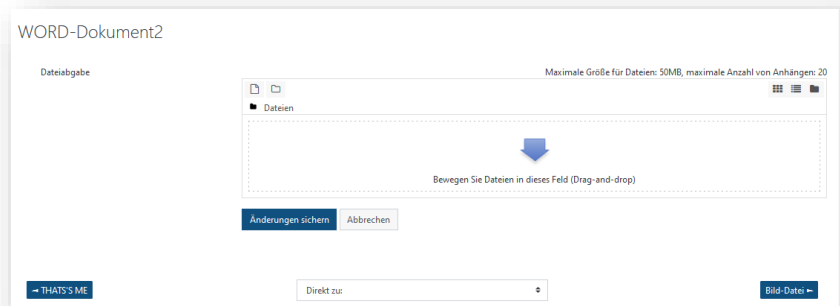 WORD-Dokument2
Dateiabgabe
Maximale Größe für Dateien: 50MB, maximale Anzahl von Anhängen: 20
Dateien
Bewegen Sie Dateien in dieses Feld (Drag-and-drop)
Änderungen sichern Abbrechen
→ THATS'S ME Direkt zu: Bild-Datei ←